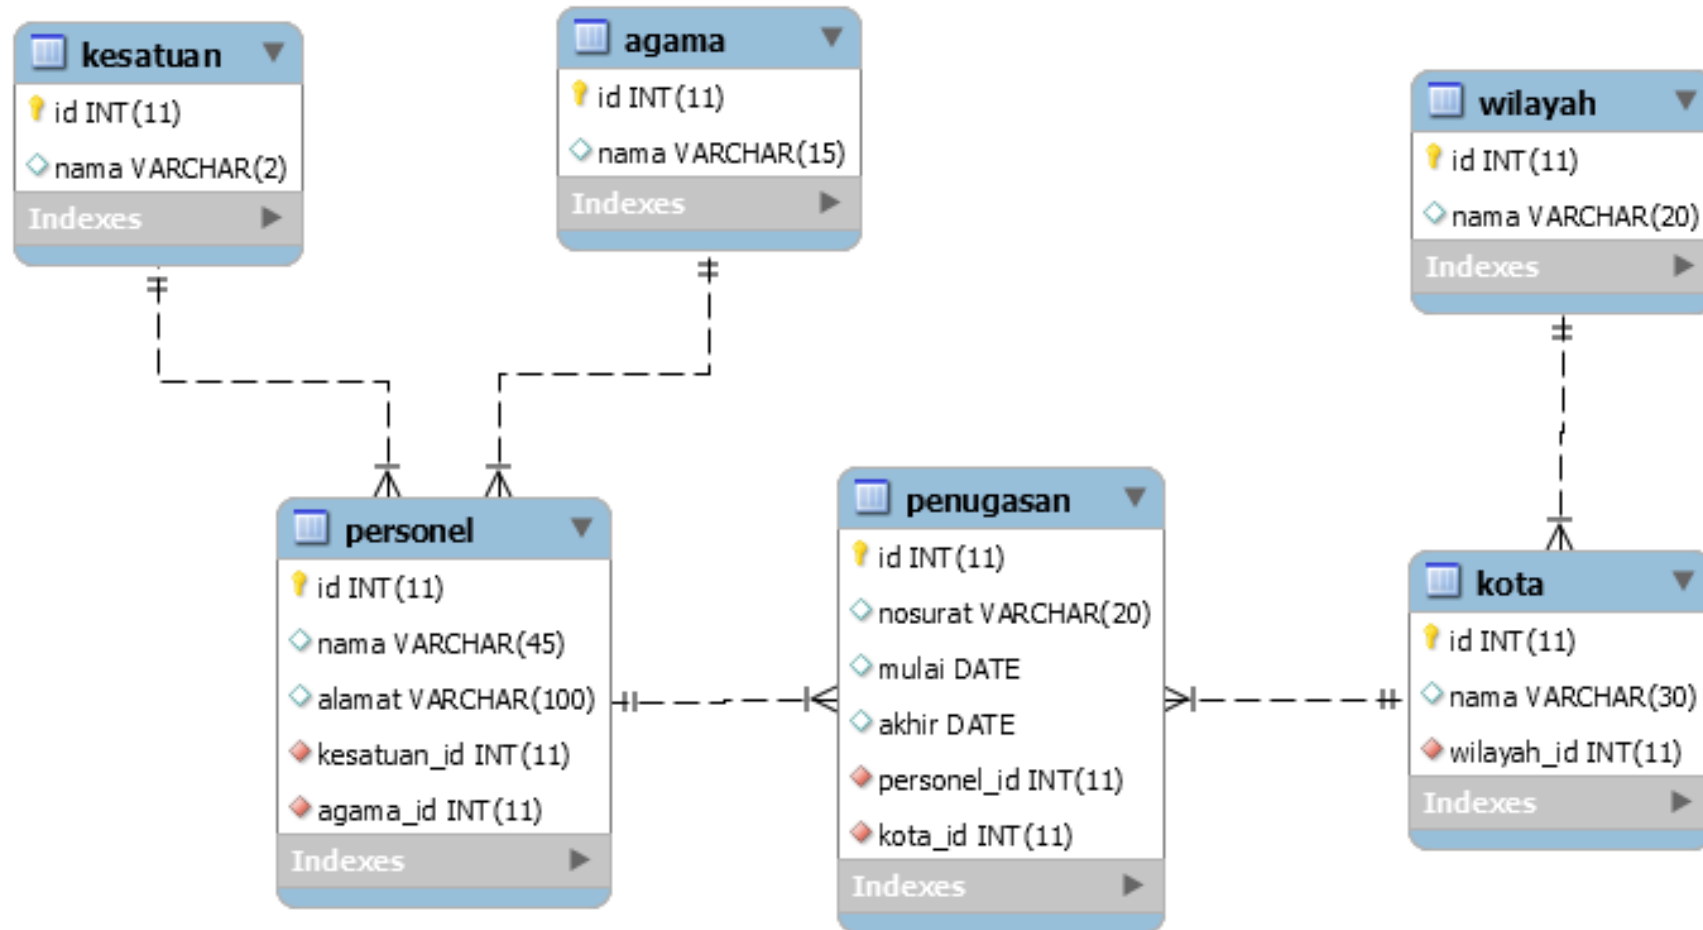 kesatuan
id INT(11)
nama VARCHAR(2)
Indexes
agama
id INT(11)
nama VARCHAR(15)
Indexes
wilayah
id INT(11)
nama VARCHAR(20)
Indexes
personel
id INT(11)
nama VARCHAR(45)
alamat VARCHAR(100)
kesatuan_id INT(11)
agama_id INT(11)
Indexes
penugasan
id INT(11)
nosurat VARCHAR(20)
mulai DATE
akhir DATE
personel_id INT(11)
kota_id INT(11)
Indexes
kota
id INT(11)
nama VARCHAR(30)
wilayah_id INT(11)
Indexes